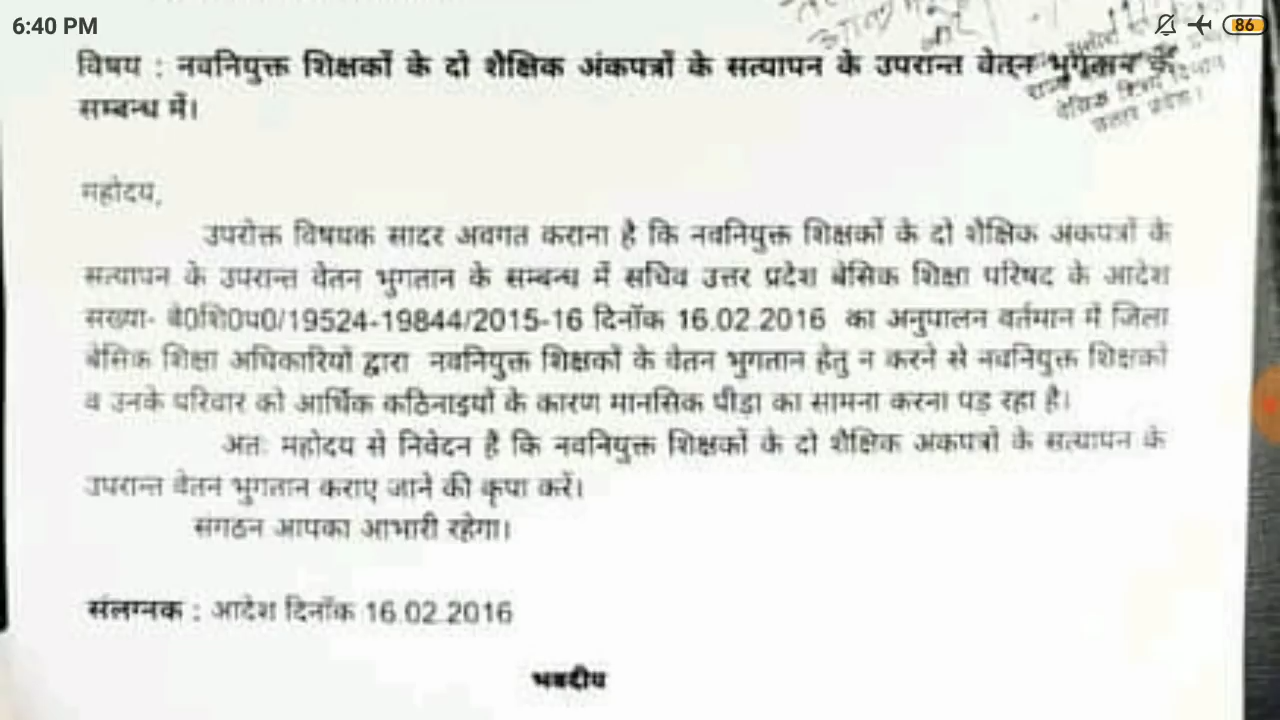 6:40 PM
86
विषय : नवनियुक्त शिक्षकों के दो शैक्षिक अंकपत्रों के सत्यापन के उपरान्त वेतन भुगतान के
सम्बन्ध में।
महोदय,
उपरोक्त विषयक सादर अवगत कराना है कि नवनियुक्त शिक्षकों के दो शैक्षिक अंकपत्रों के
सत्यापन के उपरान्त वेतन भुगतान के सम्बन्ध में सचिव उत्तर प्रदेश बेसिक शिक्षा परिषद के आदेश
संख्या- बे0शि0प0/19524-19844/2015-16 दिनॉक 16.02.2016 का अनुपालन वर्तमान में जिला
बेसिक शिक्षा अधिकारियों द्वारा नवनियुक्त शिक्षकों के वेतन भुगतान हेतु न करने से नवनियुक्त शिक्षकों
व उनके परिवार को आर्थिक कठिनाइयों के कारण मानसिक पीड़ा का सामना करना पड़ रहा है।
अतः महोदय से निवेदन है कि नवनियुक्त शिक्षकों के दो शैक्षिक अंकपत्रो के सत्यापन के
उपरान्त वेतन भुगतान कराए जाने की कृपा करें।
संगठन आपका आभारी रहेगा।
संलग्नक : आदेश दिनॉक 16.02.2016
भवदीय